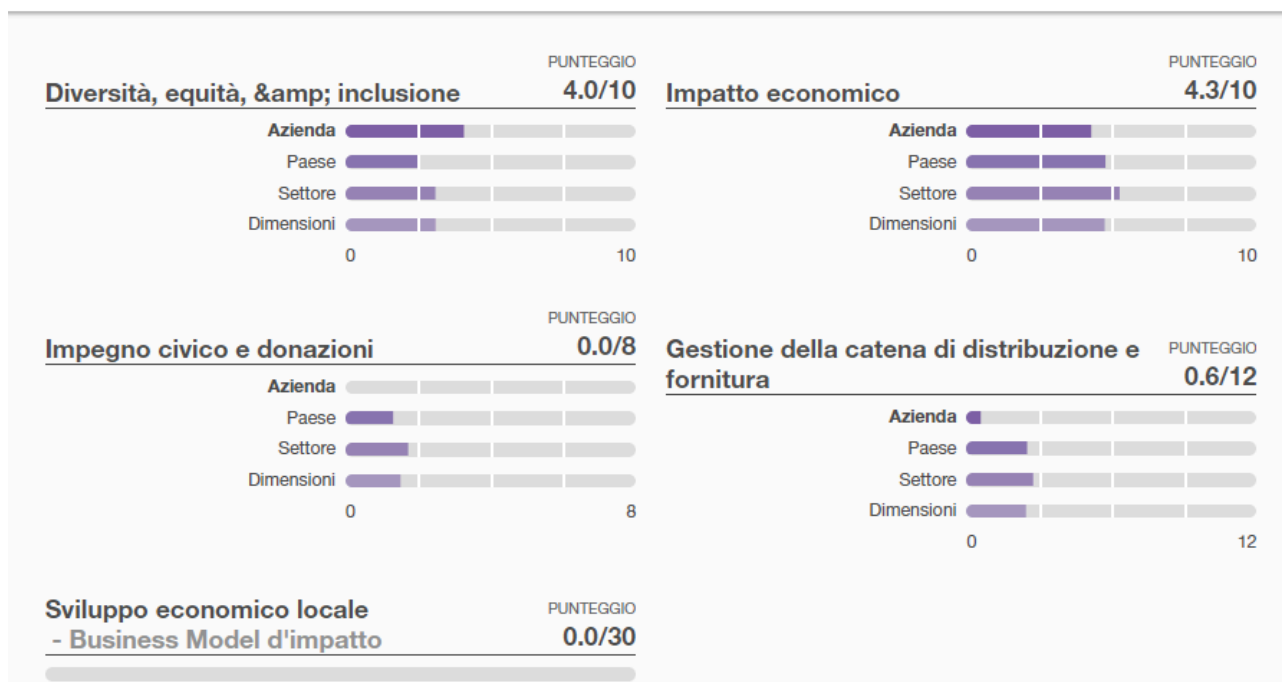 PUNTEGGIO
Diversità, equità, &amp; inclusione 4.0/10
Azienda
Paese
Settore
Dimensioni
0 10
PUNTEGGIO
Impatto economico 4.3/10
Azienda
Paese
Settore
Dimensioni
0 10
PUNTEGGIO
Impegno civico e donazioni 0.0/8
Azienda
Paese
Settore
Dimensioni
0 8
Gestione della catena di distribuzione e PUNTEGGIO
fornitura 0.6/12
Azienda
Paese
Settore
Dimensioni
0 12
Sviluppo economico locale PUNTEGGIO
- Business Model d'impatto 0.0/30